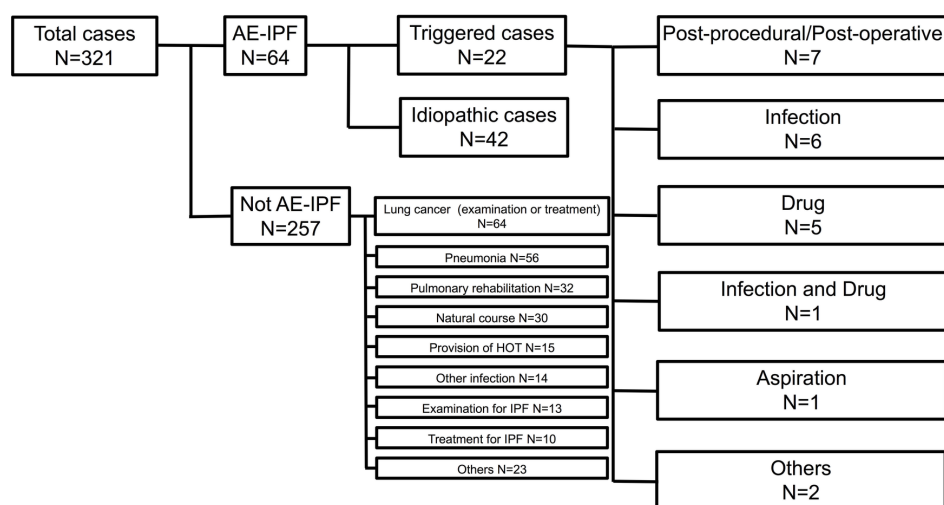 Total cases
N=321
AE-IPF
N=64
Triggered cases
N=22
Post-procedural/Post-operative
N=7
Idiopathic cases
N=42
Infection
N=6
Not AE-IPF
N=257
Lung cancer (examination or treatment)
N=64
Drug
N=5
Pneumonia N=56
Pulmonary rehabilitation N=32
Natural course N=30
Provision of HOT N=15
Other infection N=14
Examination for IPF N=13
Treatment for IPF N=10
Others N=23
Infection and Drug
N=1
Aspiration
N=1
Others
N=2